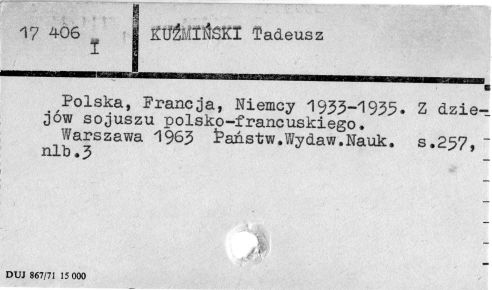 17 406
I
KUŹMIŃSKI Tadeusz
Polska, Francja, Niemcy 1933-1935. Z dzie-
jów sojuszu polsko-francuskiego.
Warszawa 1963 Państw.Wydaw.Nauk. s.257,
nlb.3
DUJ 867/71 15 000